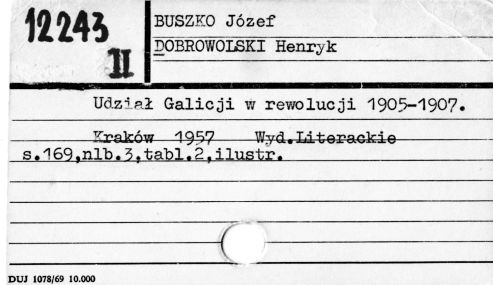 12243
II
BUSZKO Józef
DOBROWOLSKI Henryk
Udział Galicji w rewolucji 1905-1907.
Kraków 1957 Wyd.Literackie
s.169,nlb.3,tabl.2,ilustr.
DUJ 1078/69 10.000